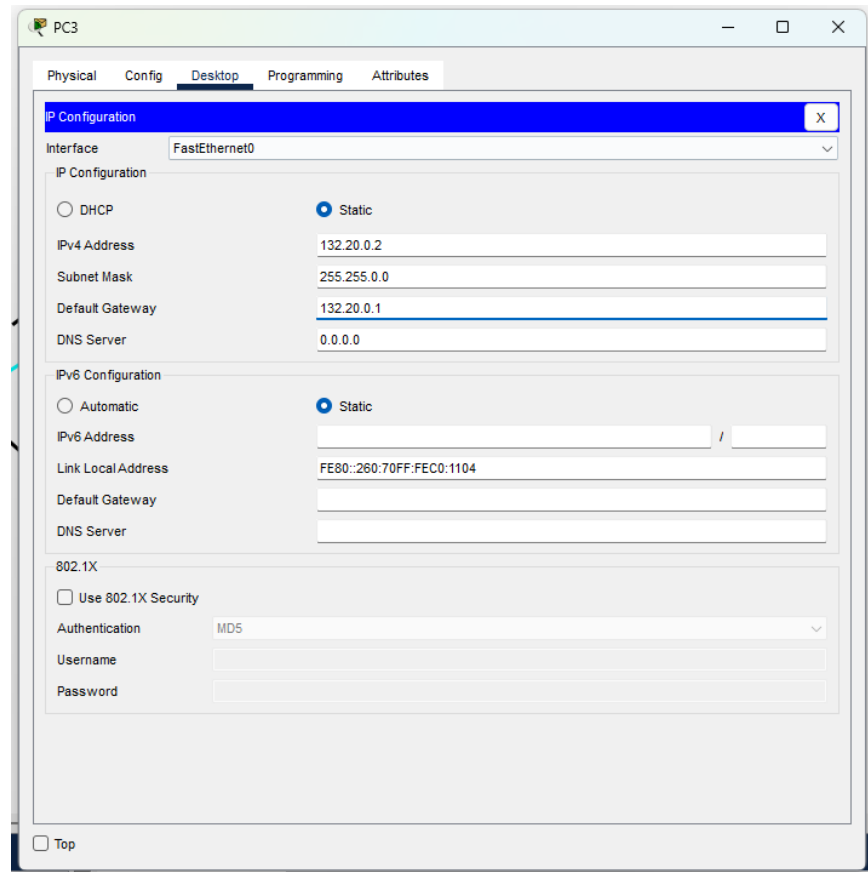 PC3
Physical Config Desktop Programming Attributes
IP Configuration X
Interface FastEthernet0
IP Configuration
DHCP Static
IPv4 Address 132.20.0.2
Subnet Mask 255.255.0.0
Default Gateway 132.20.0.1
DNS Server 0.0.0.0
IPv6 Configuration
Automatic Static
IPv6 Address /
Link Local Address FE80::260:70FF:FEC0:1104
Default Gateway
DNS Server
802.1X
Use 802.1X Security
Authentication MD5
Username
Password
Top